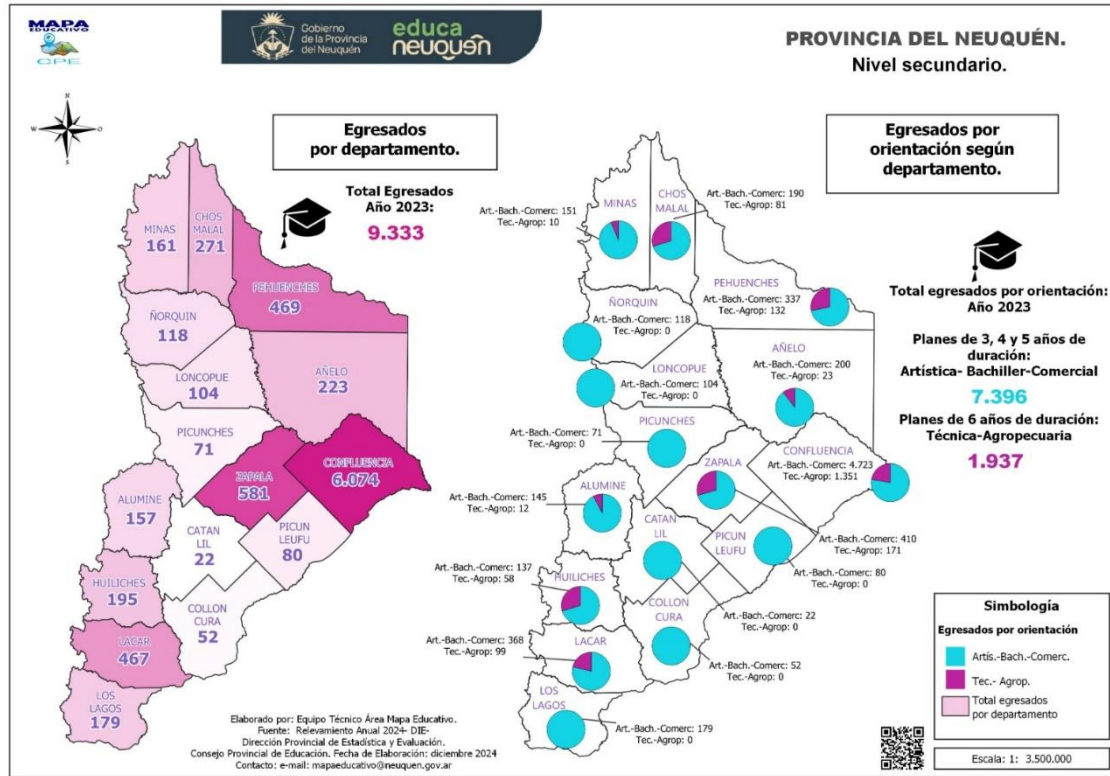 MAPA
EDUCATIVO
CPE
Gobierno
de la Provincia
del Neuquén
educa
neuquén
PROVINCIA DEL NEUQUÉN.
Nivel secundario.
N
W
O
S
Egresados
por departamento.
Total Egresados
Año 2023:
9.333
MINAS
161
CHOS
MALAL
271
PEHUENCHES
469
ÑORQUIN
118
LONCOPUE
104
AÑELO
223
PICUNCHES
71
ZAPALA
581
CONFLUENCIA
6.074
ALUMINE
157
CATAN
LIL
22
PICUN
LEUFU
80
HUILICHES
195
COLLON
CURA
52
LACAR
467
LOS
LAGOS
179
Elaborado por: Equipo Técnico Área Mapa Educativo.
Fuente: Relevamiento Anual 2024- DIE-
Dirección Provincial de Estadística y Evaluación.
Consejo Provincial de Educación. Fecha de Elaboración: diciembre 2024
Contacto: e-mail: mapaeducativo@neuquen.gov.ar
Egresados por
orientación según
departamento.
Art.-Bach.-Comerc: 151
Tec.-Agrop: 10
MINAS
CHOS
MALAL
Art.-Bach.-Comerc: 190
Tec.-Agrop: 81
PEHUENCHES
Art.-Bach.-Comerc: 337
Tec.-Agrop: 132
ÑORQUIN
Art.-Bach.-Comerc: 118
Tec.-Agrop: 0
LONCOPUE
Art.-Bach.-Comerc: 104
Tec.-Agrop: 0
AÑELO
Art.-Bach.-Comerc: 200
Tec.-Agrop: 23
PICUNCHES
Art.-Bach.-Comerc: 71
Tec.-Agrop: 0
ZAPALA
CONFLUENCIA
Art.-Bach.-Comerc: 4.723
Tec.-Agrop: 1.351
ALUMINE
Art.-Bach.-Comerc: 145
Tec.-Agrop: 12
CATAN
LIL
PICUN
LEUFU
Art.-Bach.-Comerc: 410
Tec.-Agrop: 171
Art.-Bach.-Comerc: 80
Tec.-Agrop: 0
Art.-Bach.-Comerc: 137
Tec.-Agrop: 58
HUILICHES
COLLON
CURA
Art.-Bach.-Comerc: 22
Tec.-Agrop: 0
Art.-Bach.-Comerc: 368
Tec.-Agrop: 99
LACAR
Art.-Bach.-Comerc: 52
Tec.-Agrop: 0
LOS
LAGOS
Art.-Bach.-Comerc: 179
Tec.-Agrop: 0
Total egresados por orientación:
Año 2023
Planes de 3, 4 y 5 años de
duración:
Artística- Bachiller-Comercial
7.396
Planes de 6 años de duración:
Técnica-Agropecuaria
1.937
Simbología
Egresados por orientación
Artís.-Bach.-Comerc.
Tec.- Agrop.
Total egresados
por departamento
Escala: 1: 3.500.000